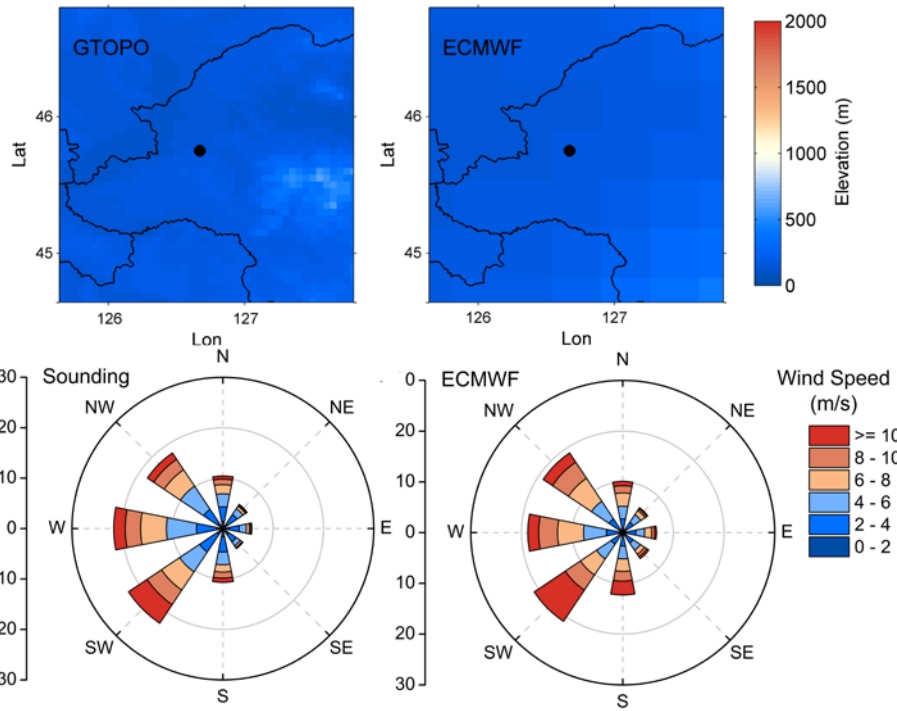 GTOPO
ECMWF
46
45
Lat
126
127
Lon
46
45
Lat
126
127
Lon
2000
1500
1000
500
0
Elevation (m)
Sounding
N
NE
E
SE
S
SW
W
NW
30
20
10
0
10
20
30
ECMWF
N
NE
E
SE
S
SW
W
NW
0
20
10
0
10
20
30
Wind Speed
(m/s)
>= 10
8 - 10
6 - 8
4 - 6
2 - 4
0 - 2